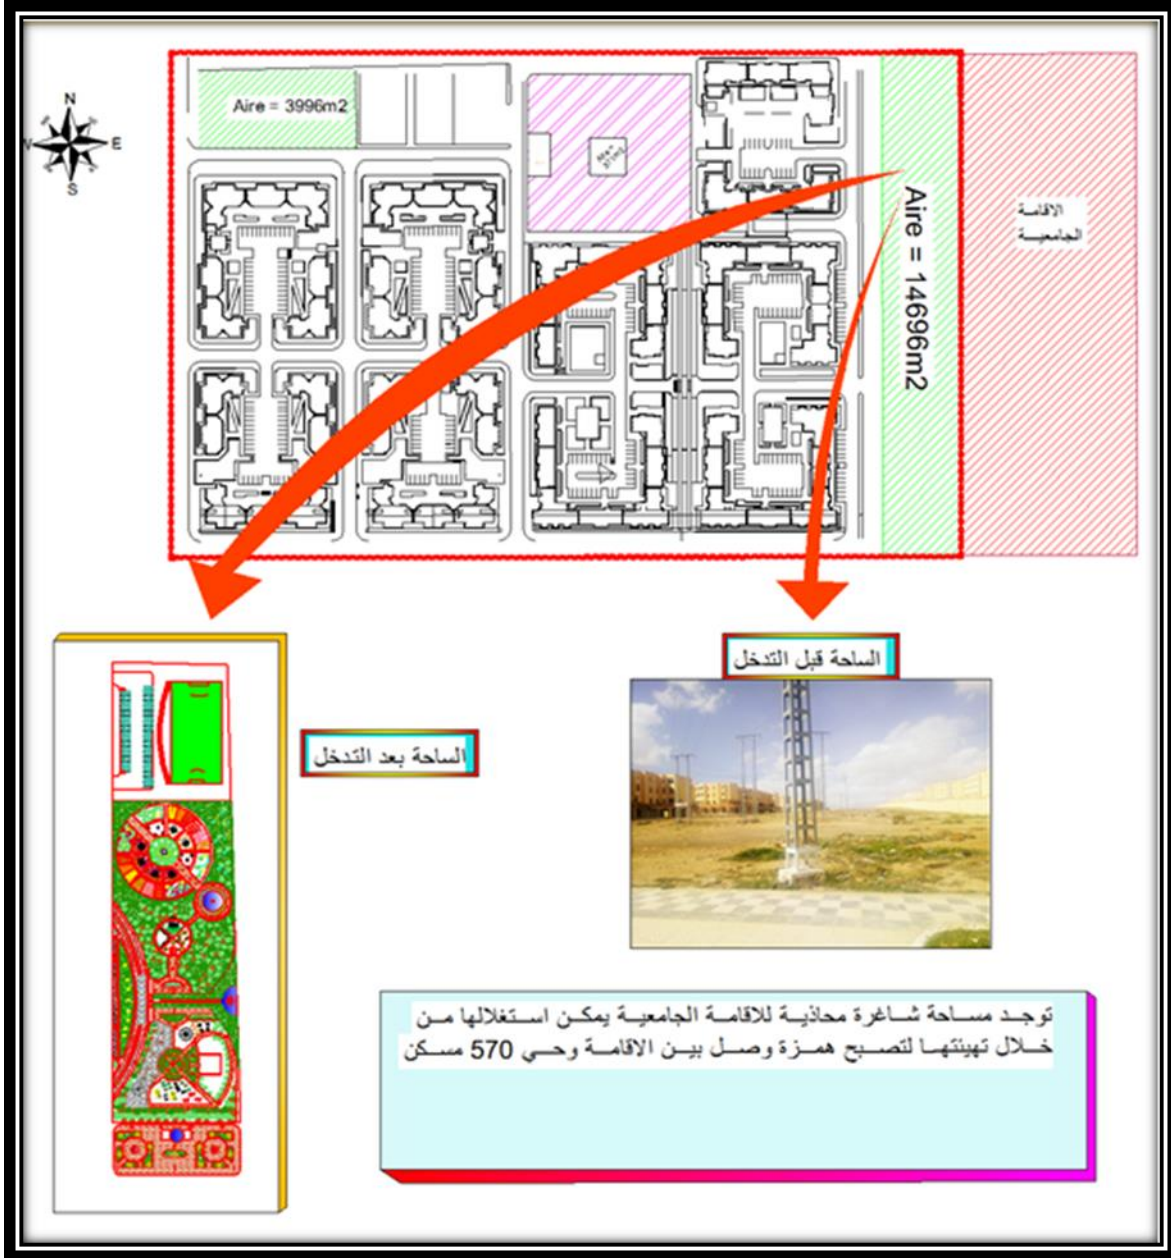 N
E
S
Aire = 3996m2
Aire = 14696m2
الاقامة
الجامعية
الساحة قبل التدخل
الساحة بعد التدخل
توجد مساحة شاغرة محاذية للاقامة الجامعية يمكن استغلالها من
خلال تهيئتها لتصبح همزة وصل بين الاقامة وحي 570 مسكن